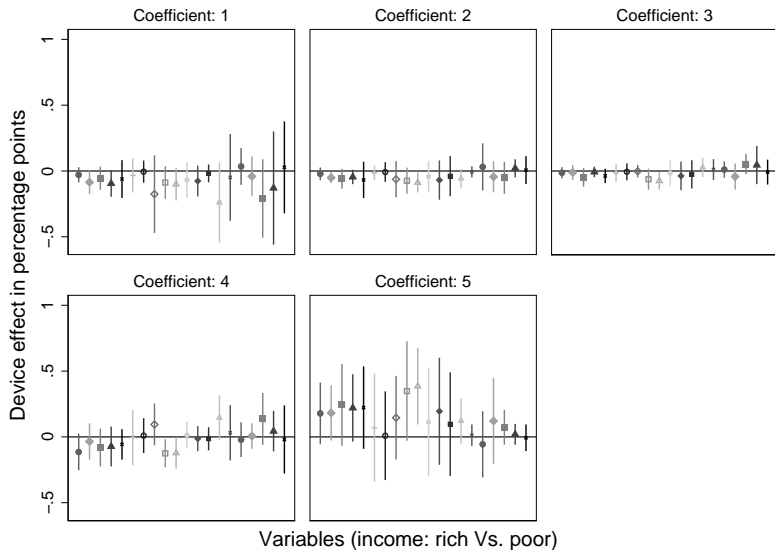 Coefficient: 1 Coefficient: 2 Coefficient: 3
1
.5
0
−.5
Coefficient: 4 Coefficient: 5
1
.5
0
−.5
Device effect in percentage points
Variables (income: rich Vs. poor)